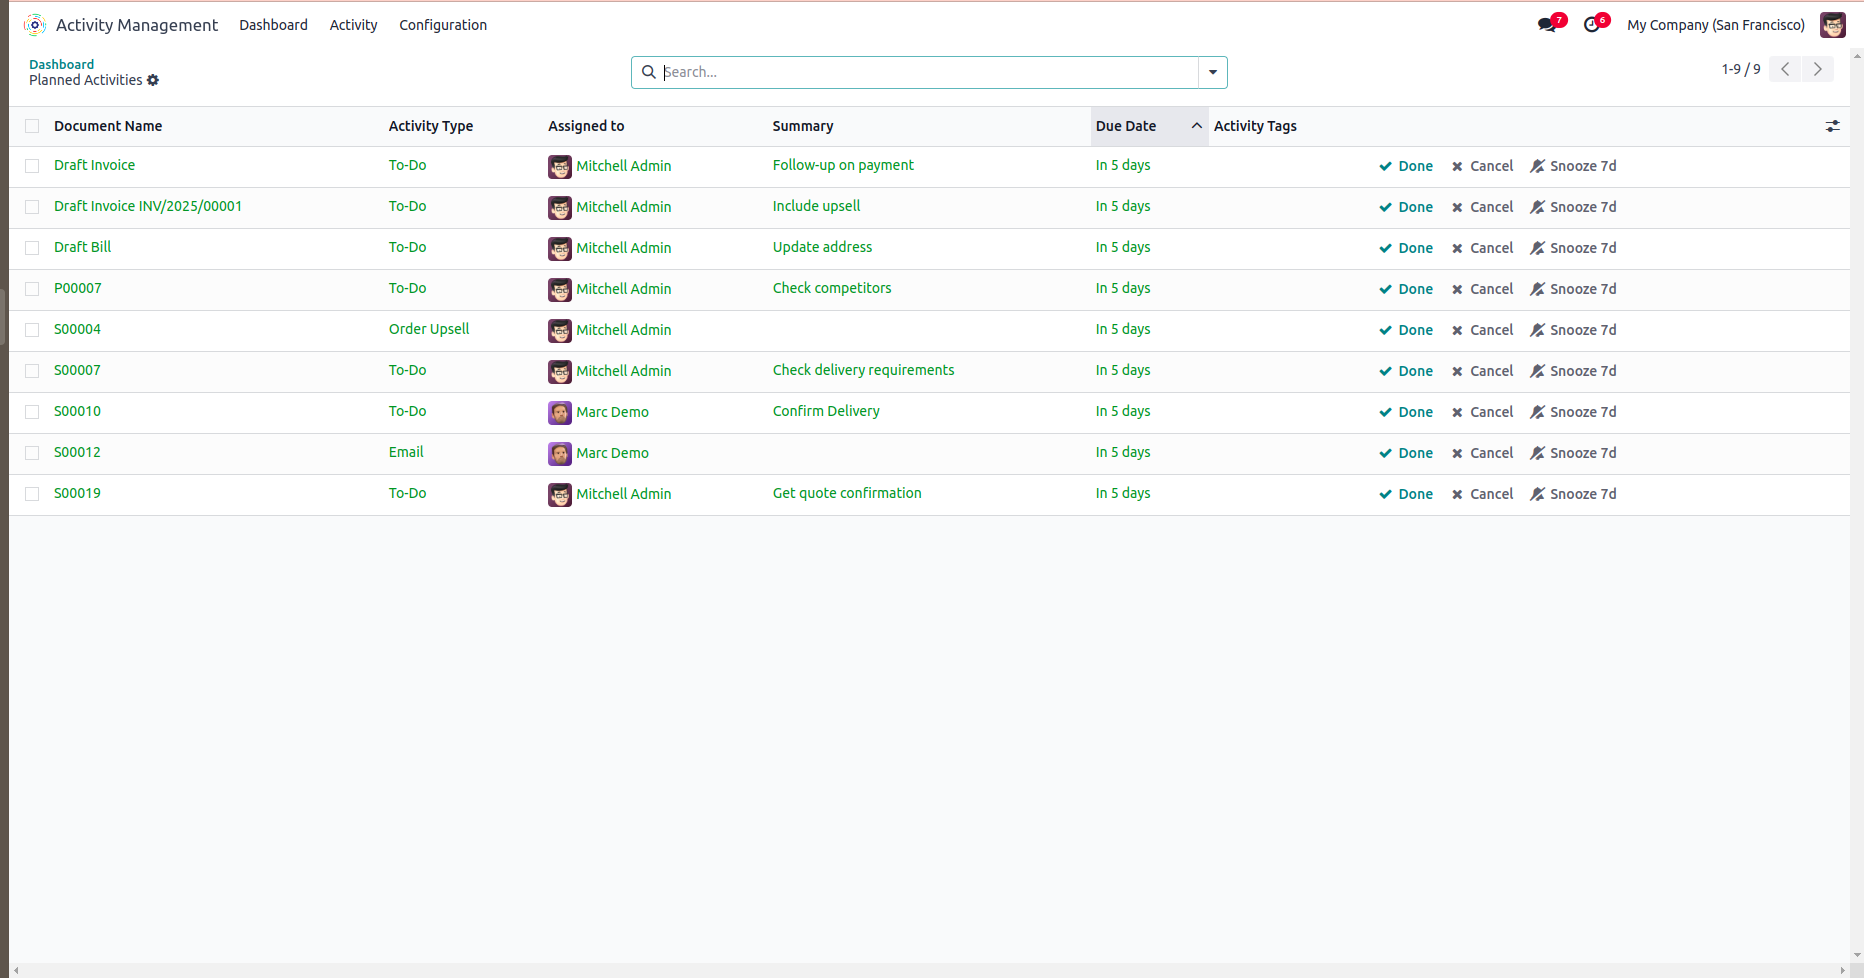 Activity Management Dashboard Activity Configuration 7 6 My Company (San Francisco)
Dashboard
Planned Activities
Search...
1-9 / 9
Document Name Activity Type Assigned to Summary Due Date Activity Tags
Draft Invoice To-Do Mitchell Admin Follow-up on payment In 5 days Done Cancel Snooze 7d
Draft Invoice INV/2025/00001 To-Do Mitchell Admin Include upsell In 5 days Done Cancel Snooze 7d
Draft Bill To-Do Mitchell Admin Update address In 5 days Done Cancel Snooze 7d
P00007 To-Do Mitchell Admin Check competitors In 5 days Done Cancel Snooze 7d
S00004 Order Upsell Mitchell Admin In 5 days Done Cancel Snooze 7d
S00007 To-Do Mitchell Admin Check delivery requirements In 5 days Done Cancel Snooze 7d
S00010 To-Do Marc Demo Confirm Delivery In 5 days Done Cancel Snooze 7d
S00012 Email Marc Demo In 5 days Done Cancel Snooze 7d
S00019 To-Do Mitchell Admin Get quote confirmation In 5 days Done Cancel Snooze 7d